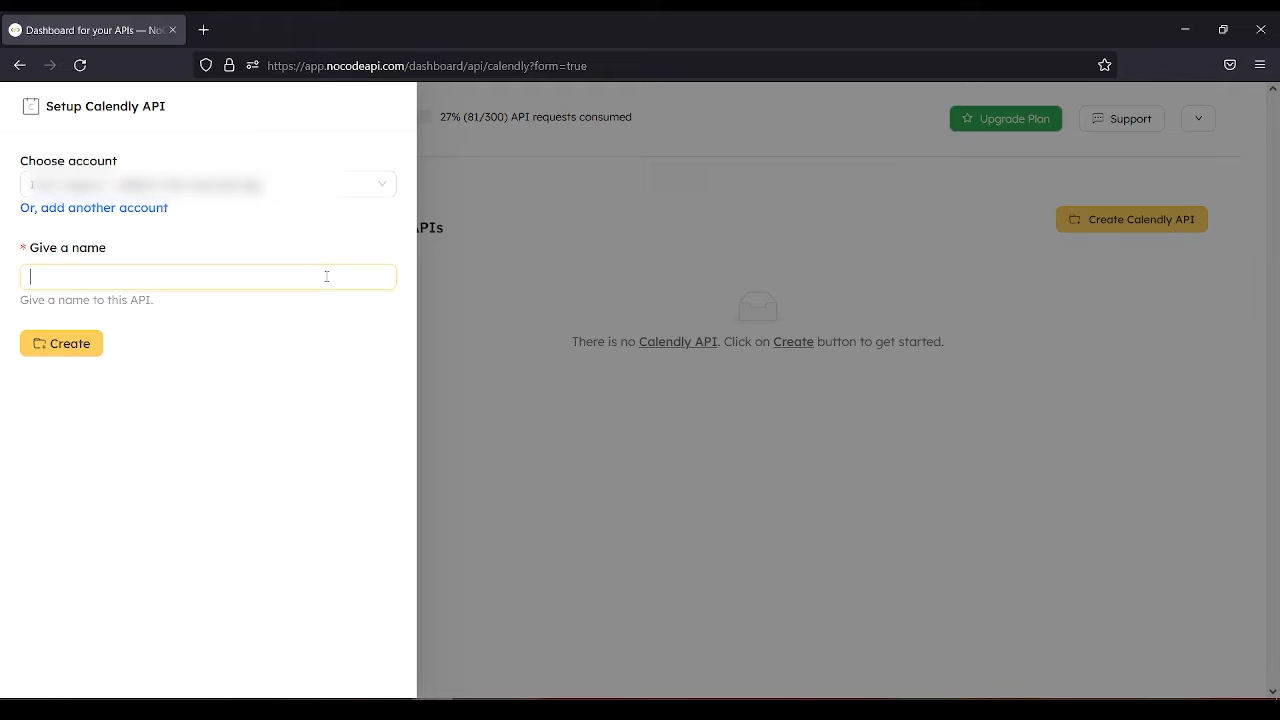 Dashboard for your APIs — NoC
https://app.nocodeapi.com/dashboard/api/calendly?form=true
Setup Calendly API
27% (81/300) API requests consumed
Upgrade Plan
Support
Choose account
Or, add another account
APIs
Create Calendly API
* Give a name
Give a name to this API.
Create
There is no Calendly API. Click on Create button to get started.